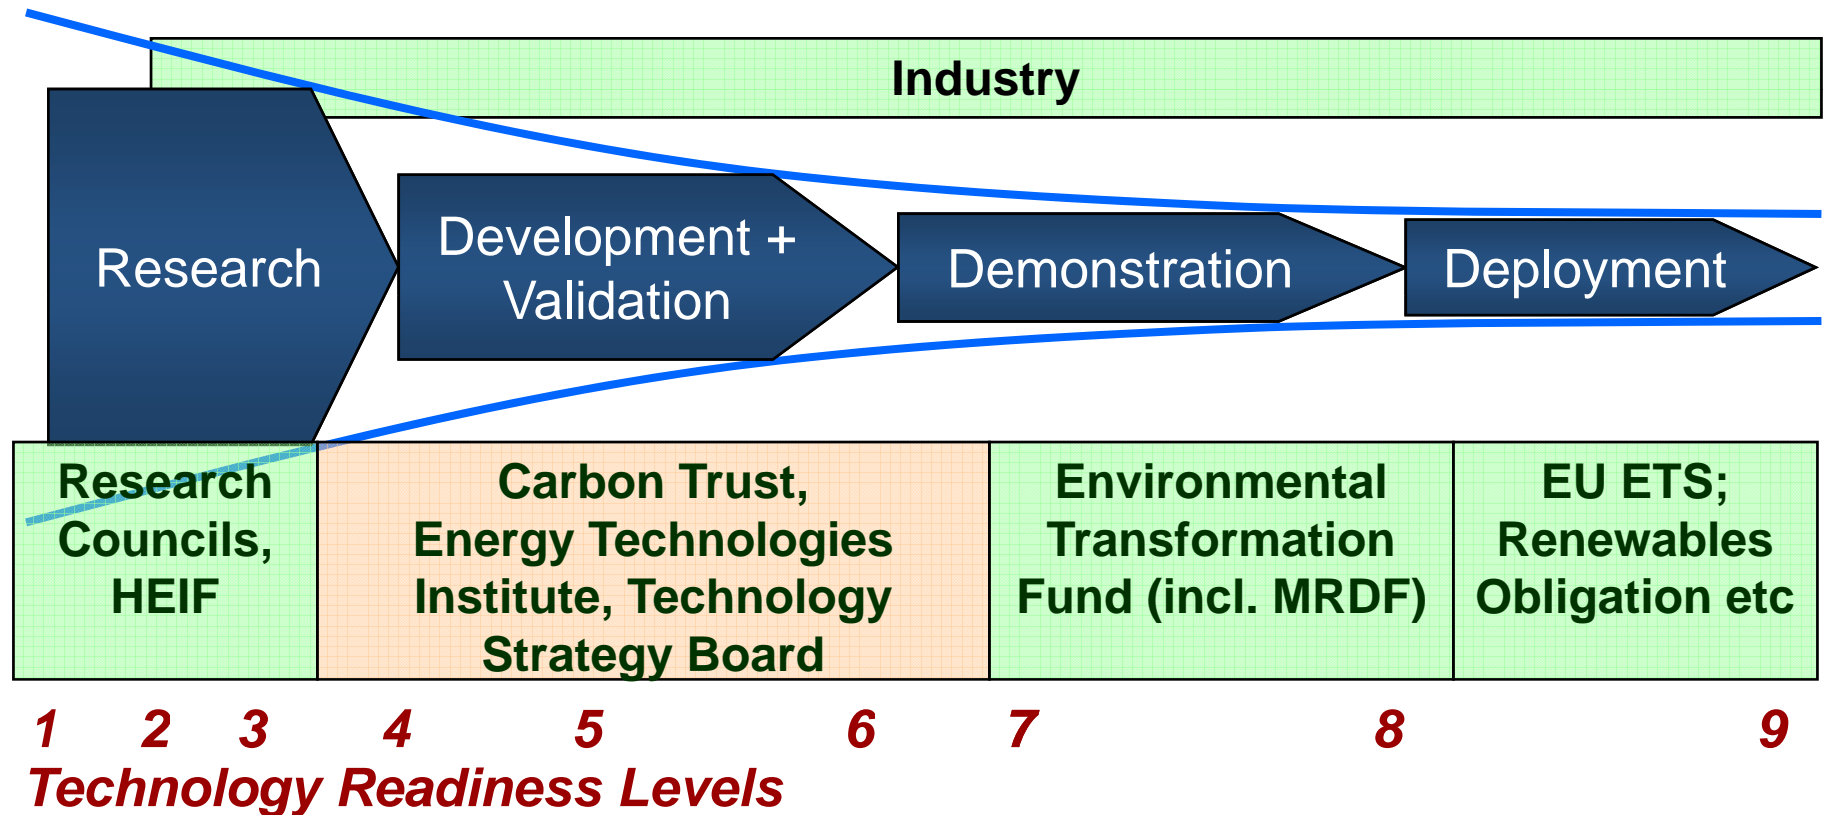 Industry
Research
Development +
Validation
Demonstration
Deployment
Research
Councils,
HEIF
Carbon Trust,
Energy Technologies
Institute, Technology
Strategy Board
Environmental
Transformation
Fund (incl. MRDF)
EU ETS;
Renewables
Obligation etc
1 2 3 4 5 6 7 8 9
Technology Readiness Levels